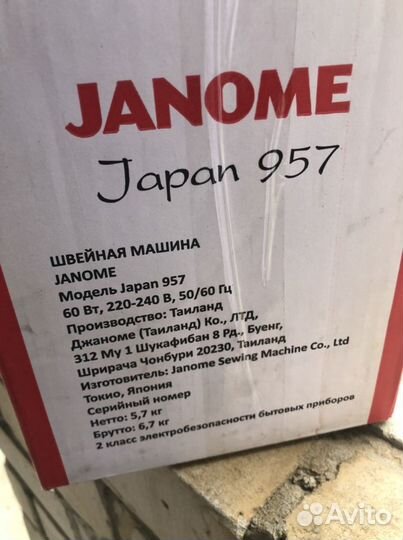 JANOME
Japan 957
ШВЕЙНАЯ МАШИНА
JANOME
Модель Japan 957
60 Вт, 220-240 В, 50/60 Гц
Производство: Таиланд
Джаноме (Таиланд) Ко., ЛТД,
312 Му 1 Шукафибан 8 Рд., Буенг,
Шрирача Чонбури 20230, Таиланд
Изготовитель: Janome Sewing Machine Co., Ltd
Токио, Япония
Серийный номер
Нетто: 5,7 кг
Брутто: 6,7 кг
2 класс электробезопасности бытовых приборов
Avito